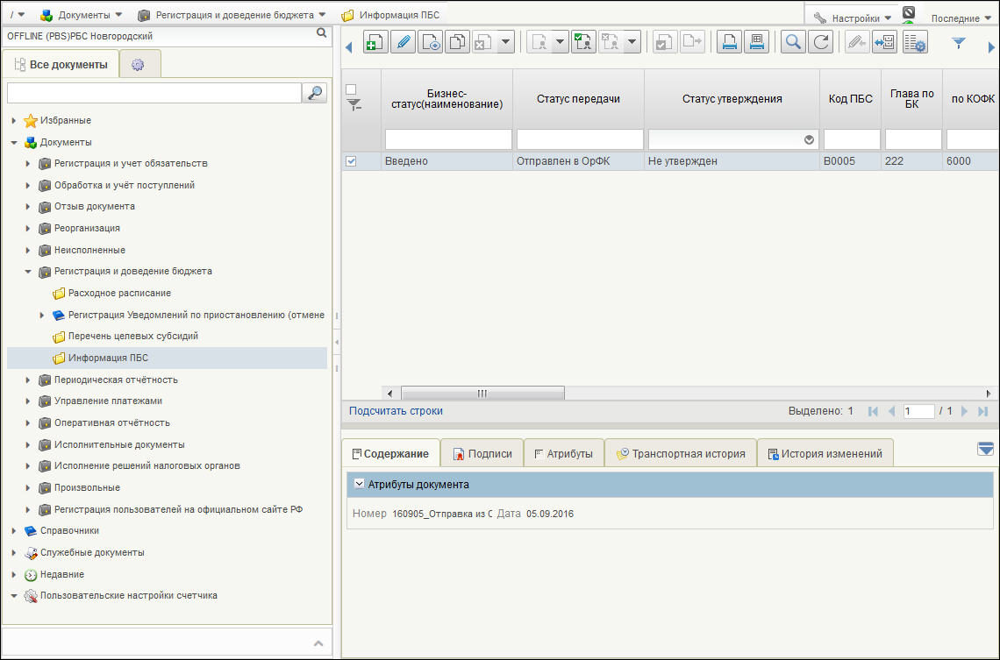 / Документы Регистрация и доведение бюджета Информация ПБС Настройки Последние
OFFLINE (PBS)РБС Новгородский
Все документы
Избранные
Документы
Регистрация и учет обязательств
Обработка и учёт поступлений
Отзыв документа
Реорганизация
Неисполненные
Регистрация и доведение бюджета
Расходное расписание
Регистрация Уведомлений по приостановлению (отмене
Перечень целевых субсидий
Информация ПБС
Периодическая отчётность
Управление платежами
Оперативная отчётность
Исполнительные документы
Исполнение решений налоговых органов
Произвольные
Регистрация пользователей на официальном сайте РФ
Справочники
Служебные документы
Недавние
Пользовательские настройки счетчика
Бизнес-
статус(наименование)
Статус передачи
Статус утверждения
Код ПБС
Глава по
БК
по КОФК
Введено Отправлен в ОрФК Не утвержден B0005 222 6000
Подсчитать строки Выделено: 1 1 / 1
Содержание Подписи Атрибуты Транспортная история История изменений
Атрибуты документа
Номер 160905_Отправка из С Дата 05.09.2016